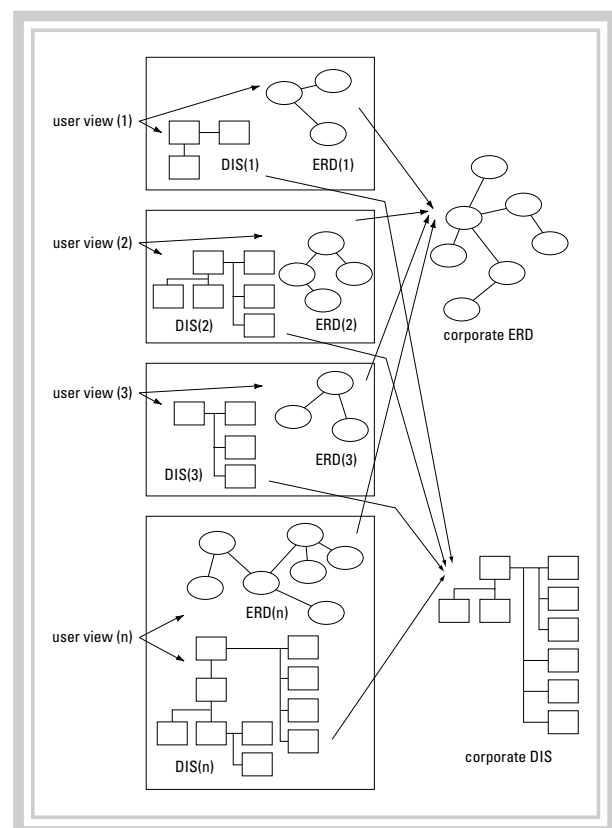 user view (1)
DIS(1)
ERD(1)
user view (2)
DIS(2)
ERD(2)
corporate ERD
user view (3)
DIS(3)
ERD(3)
ERD(n)
user view (n)
DIS(n)
corporate DIS